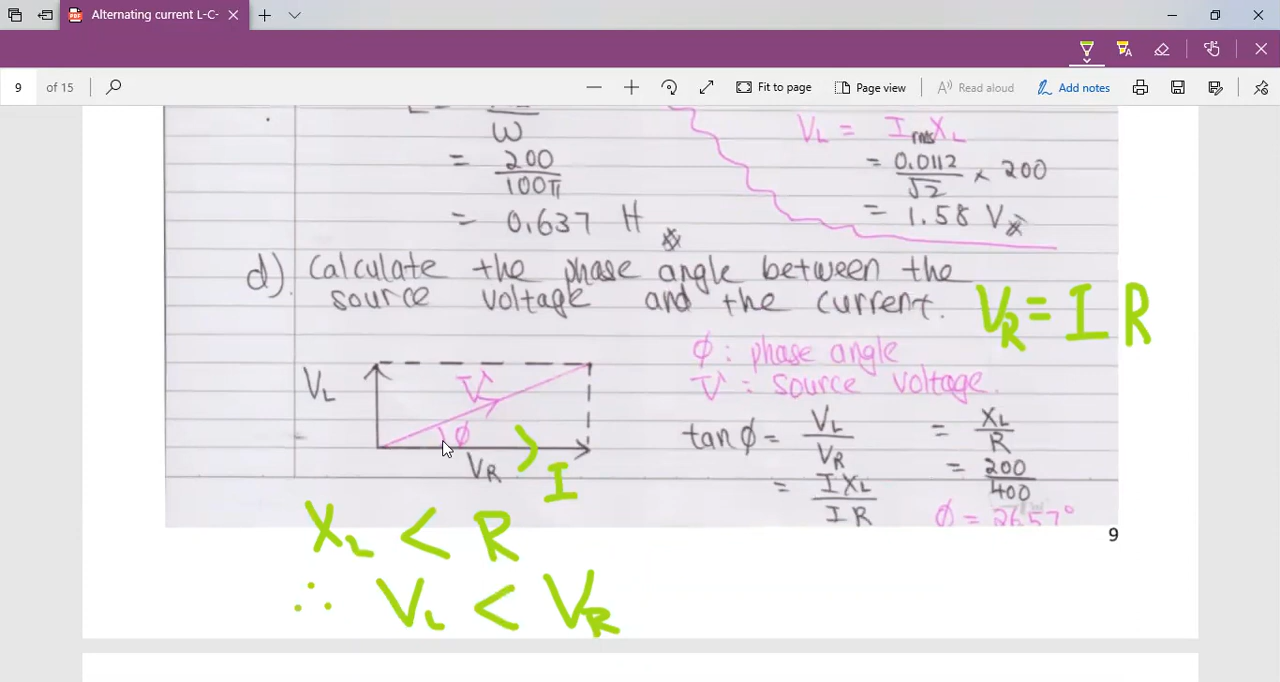 Alternating current L-C-
9 of 15
Fit to page
Page view
Read aloud
Add notes
ω
= 200
100π
= 0.637 H
VL = Irms XL
= 0.0112 × 200
√2
= 1.58 V
d). Calculate the phase angle between the
source voltage and the current.
VR = I R
φ : phase angle
V : source voltage.
VL
V
φ
VR
I
tan φ = VL = XL
VR R
= I XL = 200
I R 400
φ = 26.57°
XL < R
∴ VL < VR
9